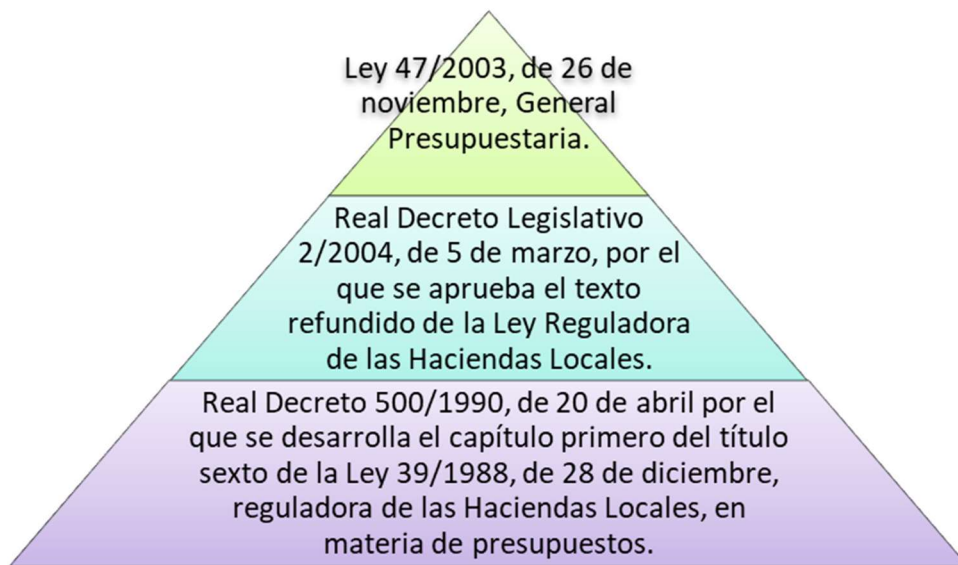 Ley 47/2003, de 26 de
noviembre, General
Presupuestaria.
Real Decreto Legislativo
2/2004, de 5 de marzo, por el
que se aprueba el texto
refundido de la Ley Reguladora
de las Haciendas Locales.
Real Decreto 500/1990, de 20 de abril por el
que se desarrolla el capítulo primero del título
sexto de la Ley 39/1988, de 28 de diciembre,
reguladora de las Haciendas Locales, en
materia de presupuestos.